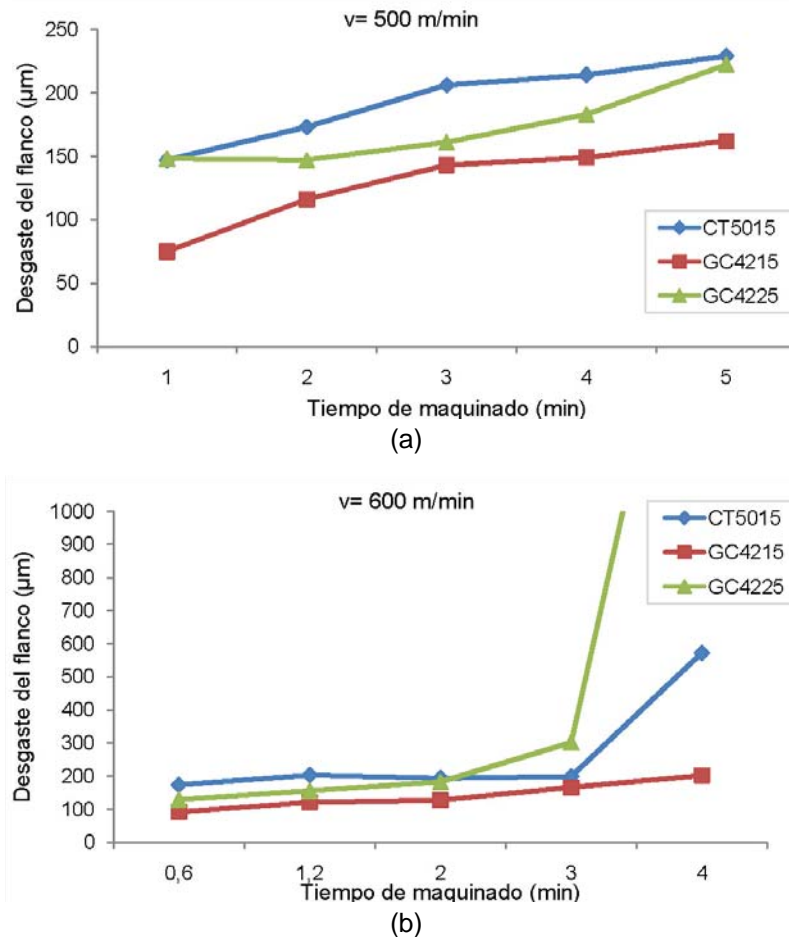 v= 500 m/min
Desgaste del flanco (µm)
250
200
150
100
50
0
CT5015
GC4215
GC4225
1 2 3 4 5
Tiempo de maquinado (min)
(a)
v= 600 m/min
Desgaste del flanco (µm)
1000
900
800
700
600
500
400
300
200
100
0
CT5015
GC4215
GC4225
0,6 1,2 2 3 4
Tiempo de maquinado (min)
(b)